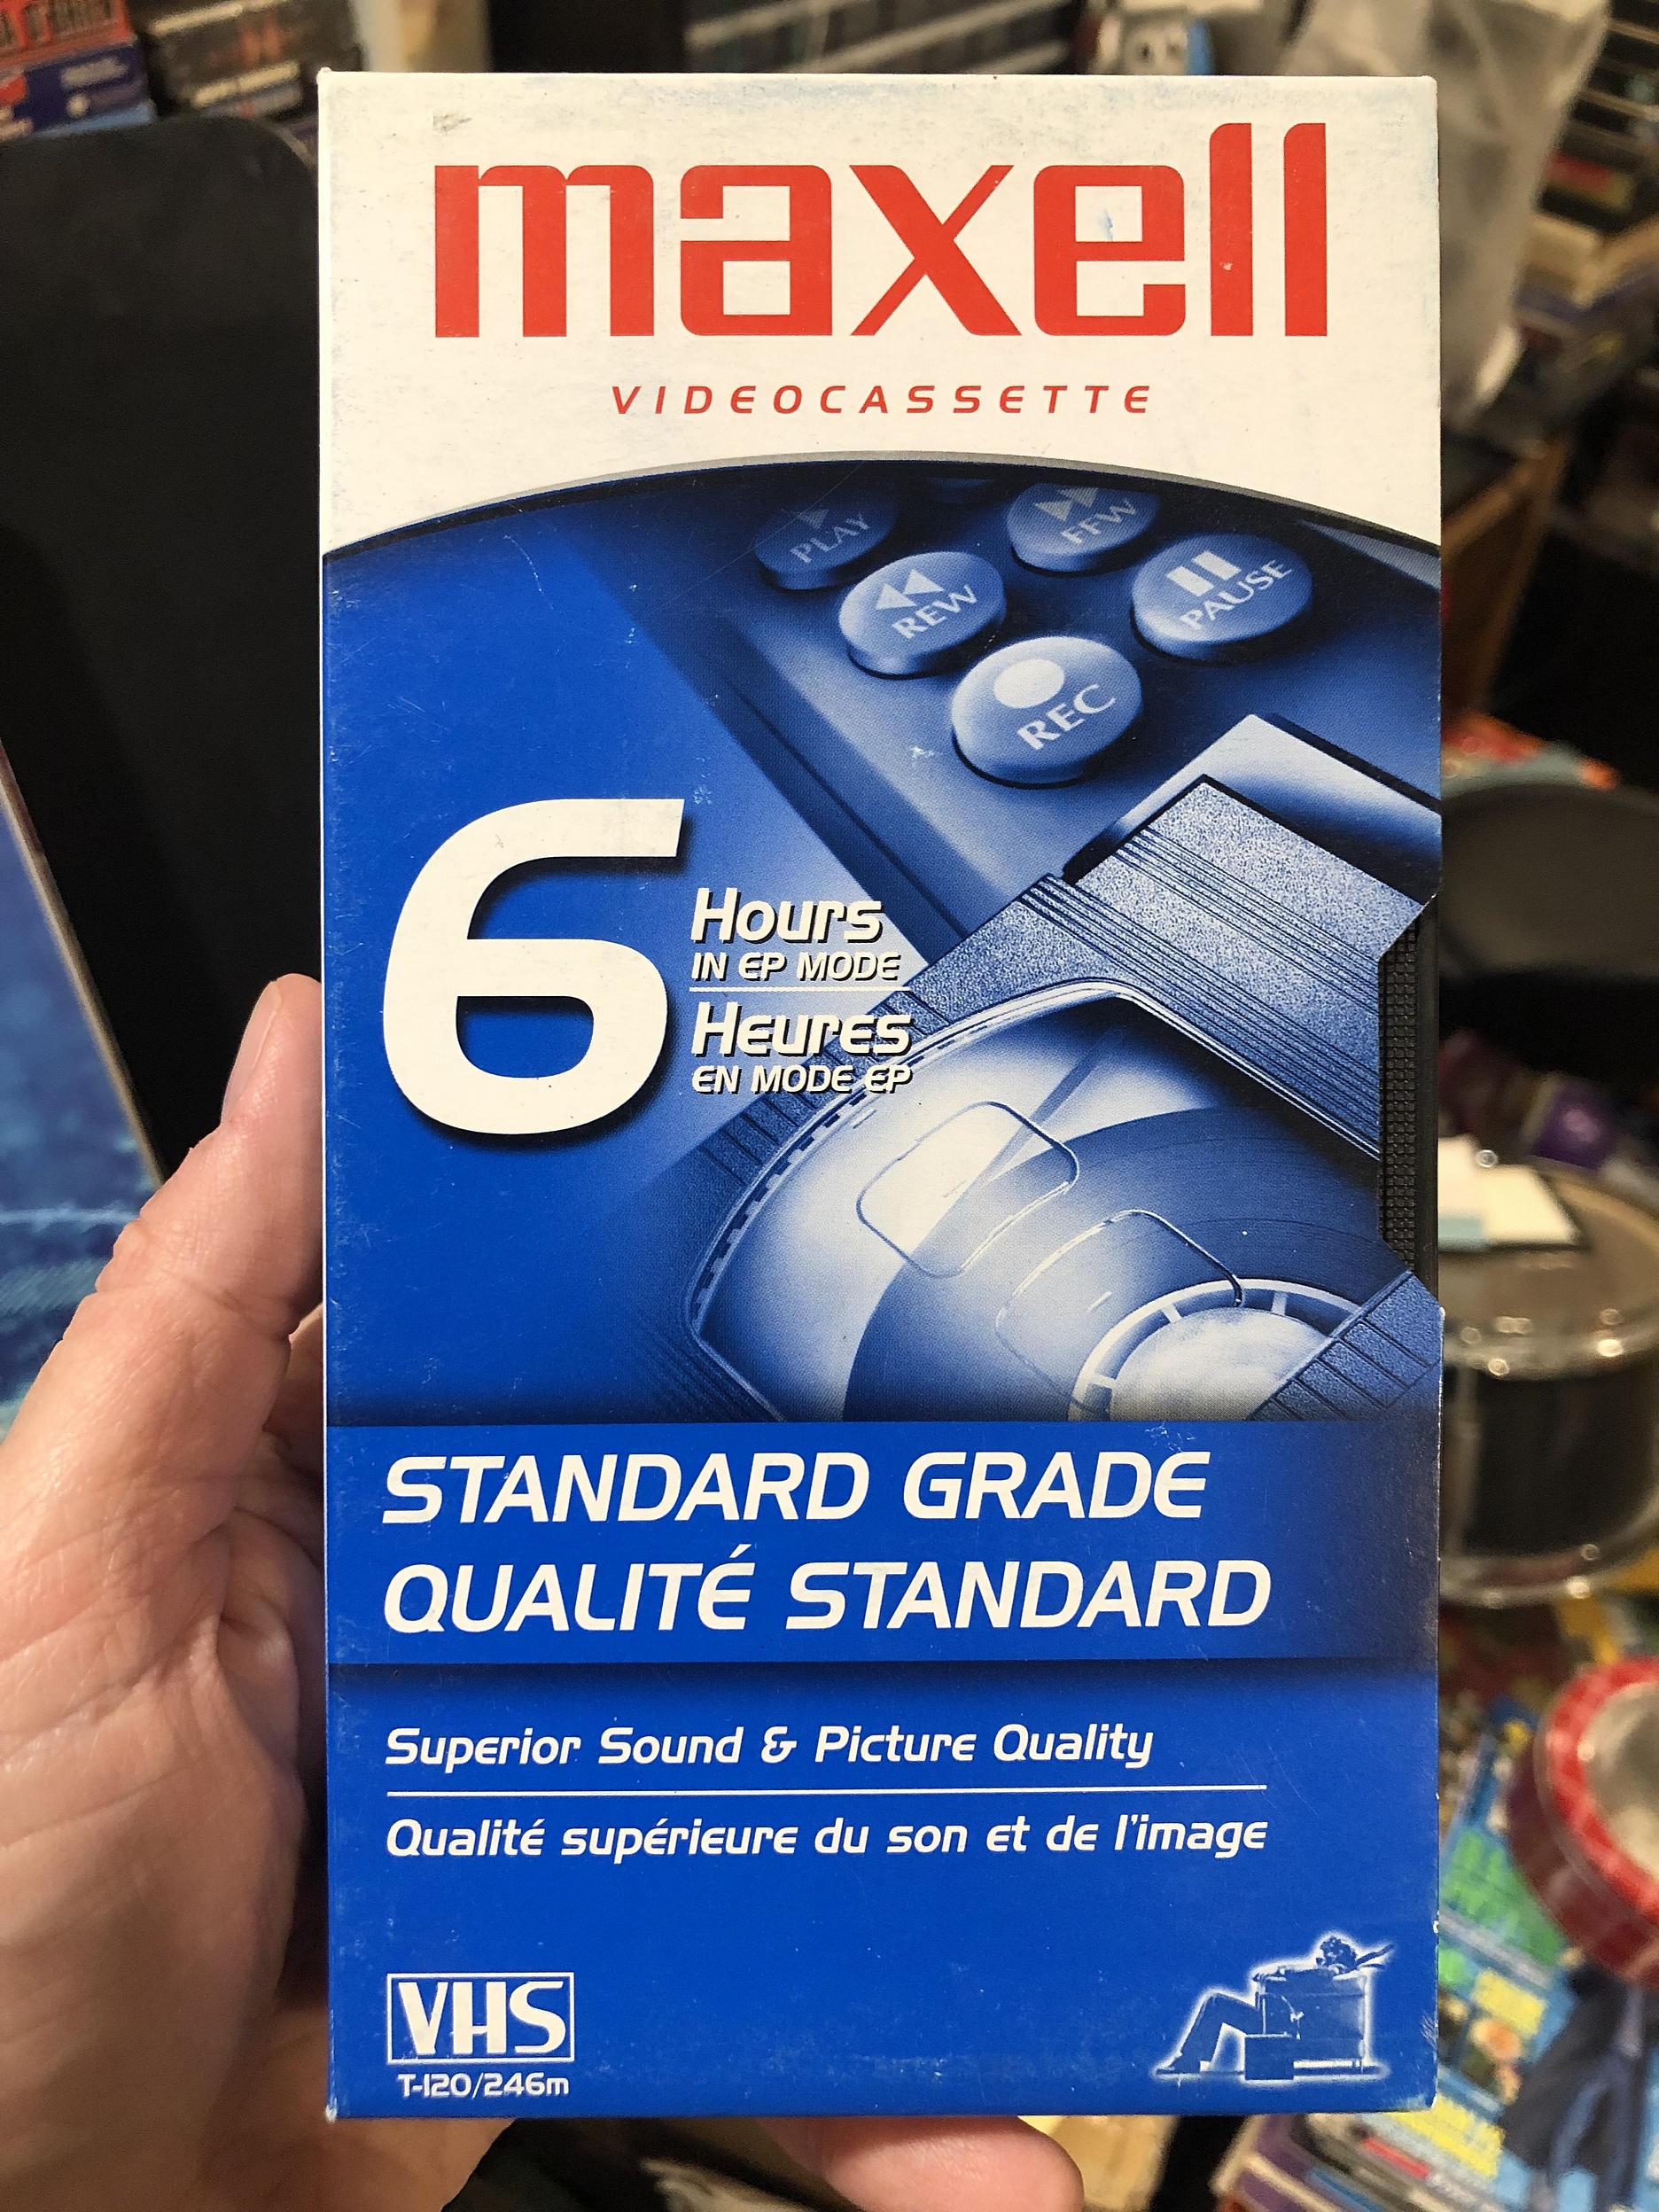 maxell
VIDEOCASSETTE
PLAY
FFW
REW
PAUSE
REC
6
Hours
IN EP MODE
Heures
EN MODE EP
STANDARD GRADE
QUALITÉ STANDARD
Superior Sound & Picture Quality
Qualité supérieure du son et de l'image
VHS
T-120/246m